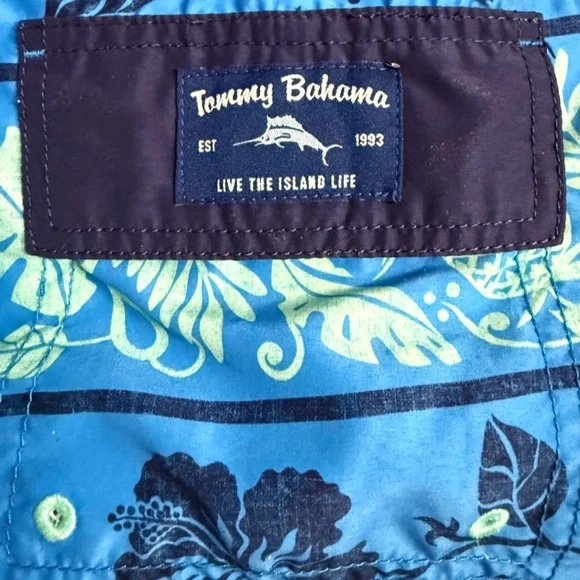 Tommy Bahama
EST 1993
LIVE THE ISLAND LIFE